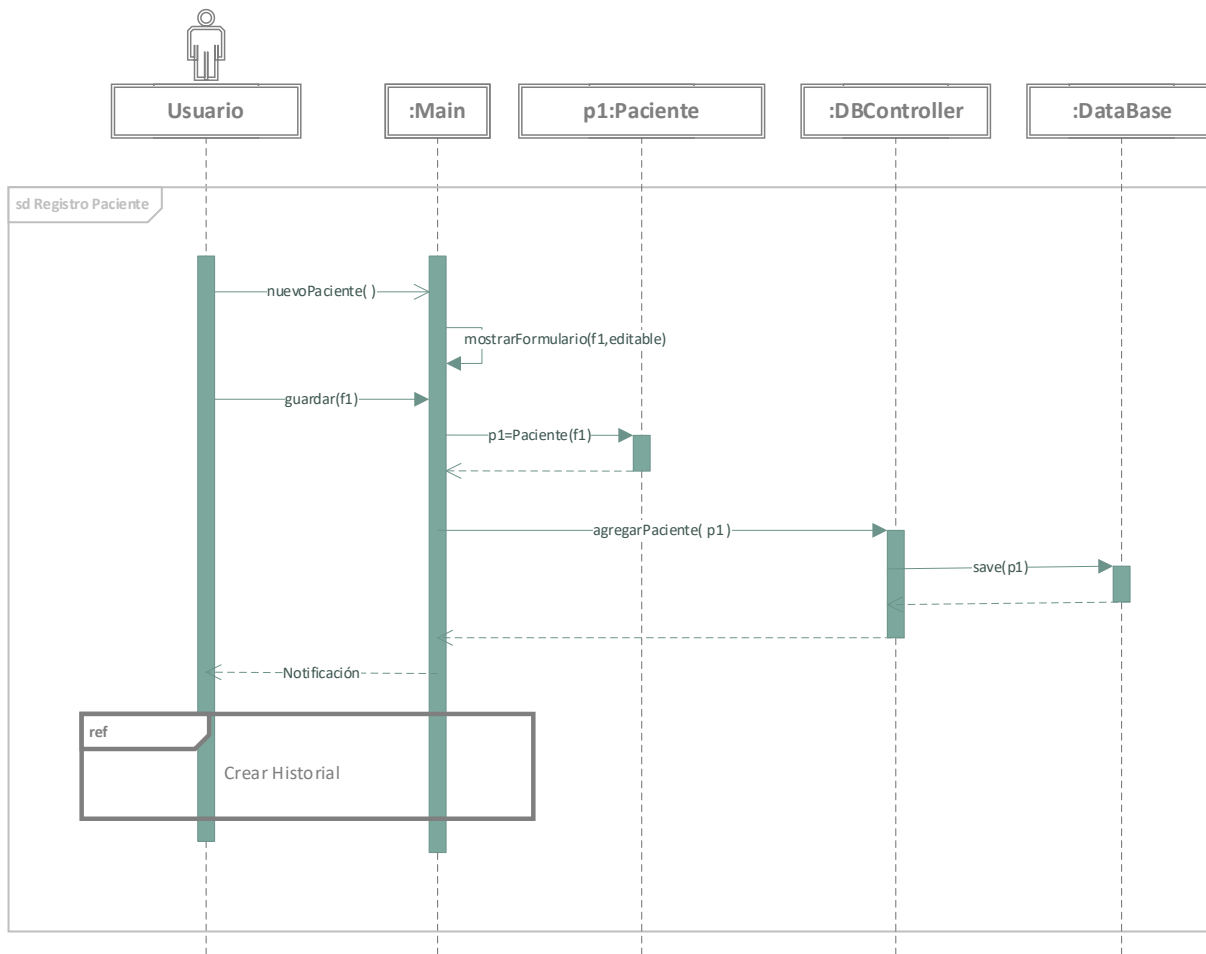 Usuario
:Main
p1:Paciente
:DBController
:DataBase
sd Registro Paciente
nuevoPaciente( )
mostrarFormulario(f1,editable)
guardar(f1)
p1=Paciente(f1)
agregarPaciente( p1 )
save(p1)
Notificación
ref
Crear Historial